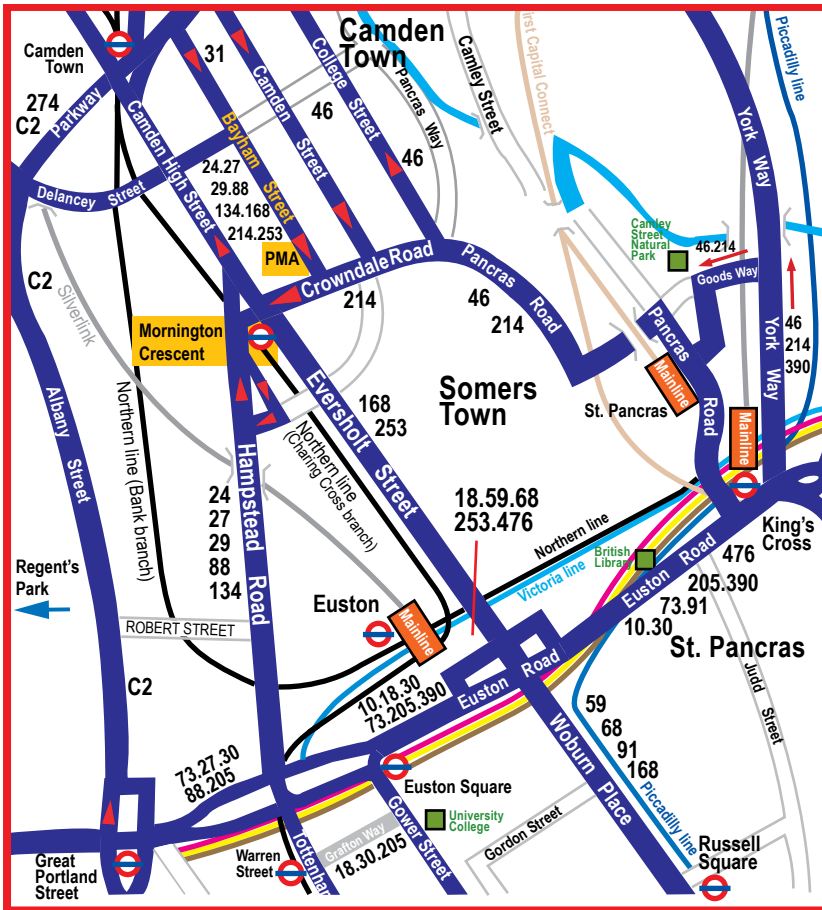 Camden
Town
Camden
Town
31
College Street
Camley Street
First Capital Connect
Piccadilly line
274
C2
Parkway
Camden High Street
Bayham Street
Camden Street
46
Pancras Way
York Way
46
24.27
29.88
134.168
214.253
Delancey Street
PMA
Crowndale Road
214
Camley
Street
Natural
Park
46.214
Goods Way
C2
Silverlink
Mornington
Crescent
Pancras Road
46
214
Pancras Road
York Way
46
214
390
Mainline
St. Pancras
Mainline
Somers
Town
Albany Street
Northern line (Bank branch)
Hampstead Road
Northern line
(Charing Cross branch)
Eversholt Street
168
253
24
27
29
88
134
18.59.68
253.476
Northern line
Victoria line
British
Library
Euston Road
King's
Cross
476
205.390
73.91
10.30
Regent's
Park
Euston
Mainline
ROBERT STREET
St. Pancras
Judd Street
C2
10.18.30
73.205.390
Euston Road
59
68
91
168
Woburn Place
Piccadilly line
73.27.30
88.205
Euston Square
Gower Street
University
College
Gordon Street
Great
Portland
Street
Warren
Street
Tottenham
Grafton Way
18.30.205
Russell
Square